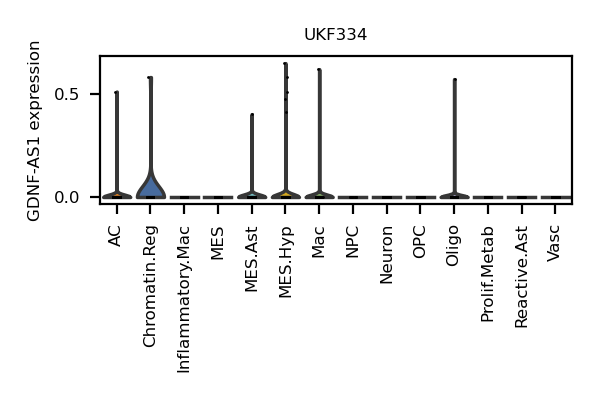 UKF334
GDNF-AS1 expression
0.5
0.0
AC
Chromatin.Reg
Inflammatory.Mac
MES
MES.Ast
MES.Hyp
Mac
NPC
Neuron
OPC
Oligo
Prolif.Metab
Reactive.Ast
Vasc